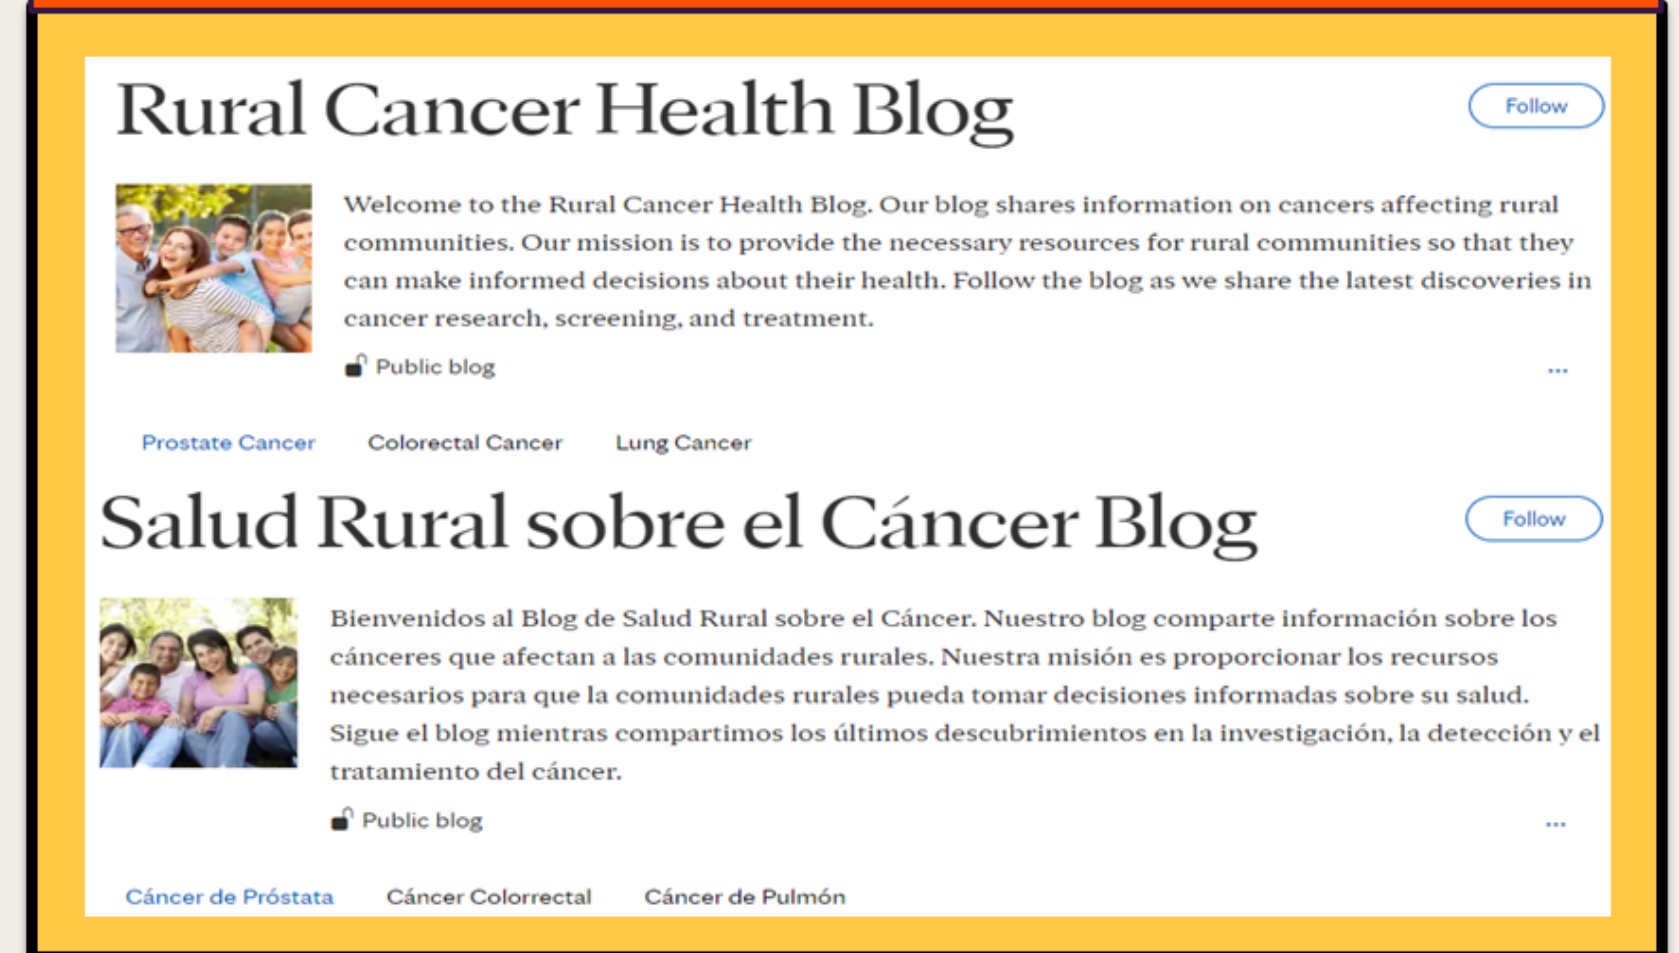 Rural Cancer Health Blog
Follow
Welcome to the Rural Cancer Health Blog. Our blog shares information on cancers affecting rural
communities. Our mission is to provide the necessary resources for rural communities so that they
can make informed decisions about their health. Follow the blog as we share the latest discoveries in
cancer research, screening, and treatment.
Public blog
...
Prostate Cancer Colorectal Cancer Lung Cancer
Salud Rural sobre el Cáncer Blog
Follow
Bienvenidos al Blog de Salud Rural sobre el Cáncer. Nuestro blog comparte información sobre los
cánceres que afectan a las comunidades rurales. Nuestra misión es proporcionar los recursos
necesarios para que la comunidades rurales pueda tomar decisiones informadas sobre su salud.
Sigue el blog mientras compartimos los últimos descubrimientos en la investigación, la detección y el
tratamiento del cáncer.
Public blog
...
Cáncer de Próstata Cáncer Colorrectal Cáncer de Pulmón